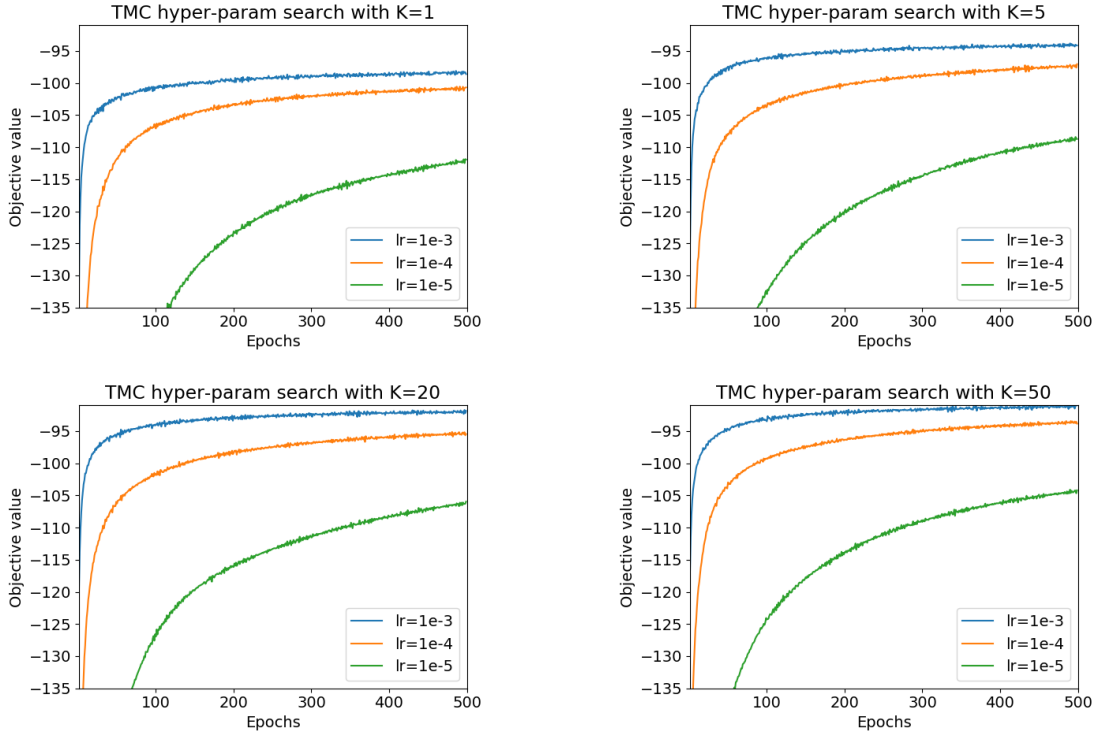 TMC hyper-param search with K=1
Objective value
−95
−100
−105
−110
−115
−120
−125
−130
−135
100 200 300 400 500
Epochs
lr=1e-3
lr=1e-4
lr=1e-5
TMC hyper-param search with K=5
Objective value
−95
−100
−105
−110
−115
−120
−125
−130
−135
100 200 300 400 500
Epochs
lr=1e-3
lr=1e-4
lr=1e-5
TMC hyper-param search with K=20
Objective value
−95
−100
−105
−110
−115
−120
−125
−130
−135
100 200 300 400 500
Epochs
lr=1e-3
lr=1e-4
lr=1e-5
TMC hyper-param search with K=50
Objective value
−95
−100
−105
−110
−115
−120
−125
−130
−135
100 200 300 400 500
Epochs
lr=1e-3
lr=1e-4
lr=1e-5